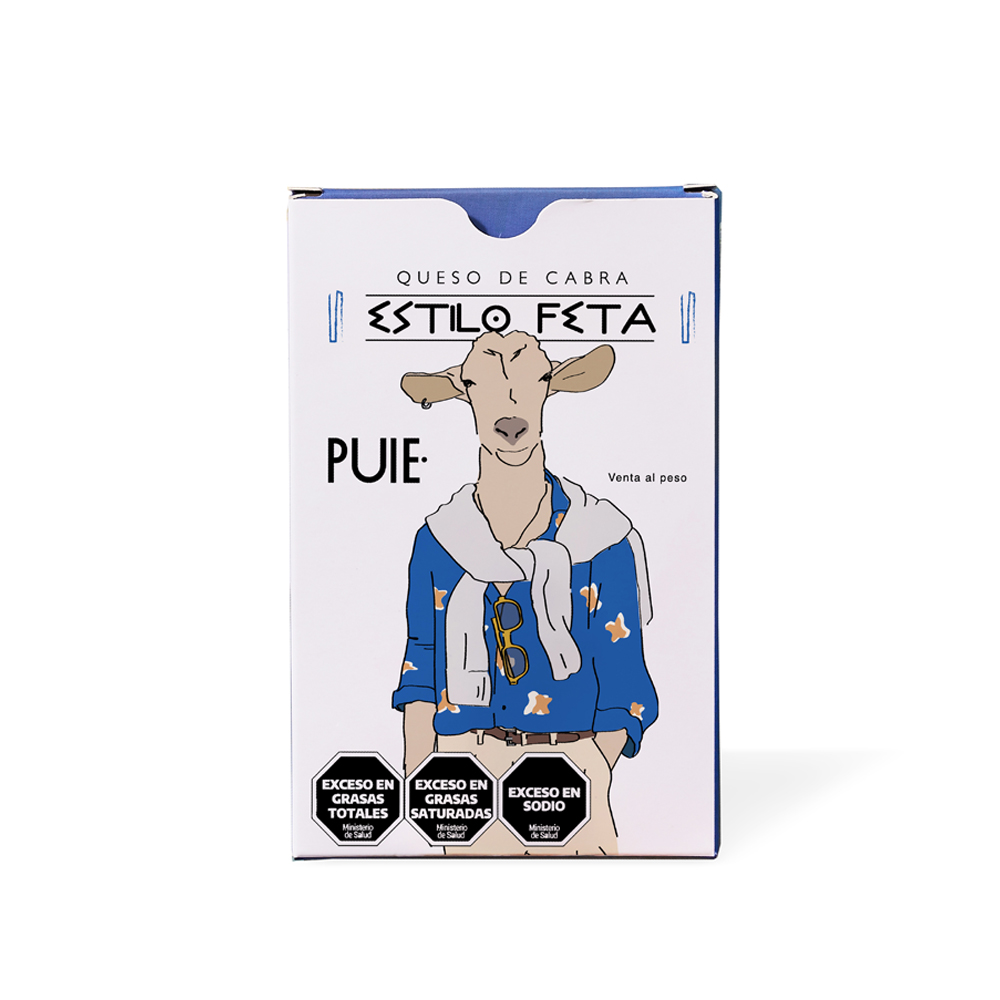 QUESO DE CABRA
ESTILO FETA
PUIE·
Venta al peso
EXCESO EN
GRASAS
TOTALES
Ministerio
de Salud
EXCESO EN
GRASAS
SATURADAS
Ministerio
de Salud
EXCESO EN
SODIO
Ministerio
de Salud